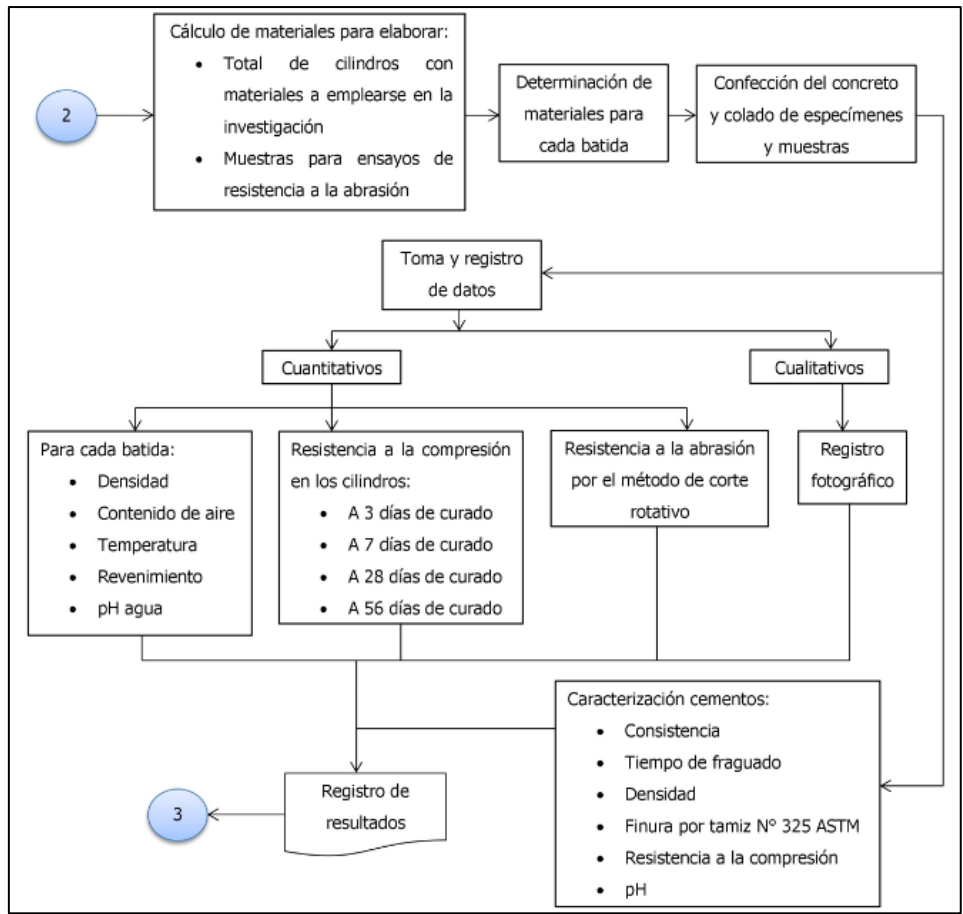 2
Cálculo de materiales para elaborar:
• Total de cilindros con
materiales a emplearse en la
investigación
• Muestras para ensayos de
resistencia a la abrasión
Determinación de
materiales para
cada batida
Confección del concreto
y colado de especímenes
y muestras
Toma y registro
de datos
Cuantitativos
Cualitativos
Para cada batida:
• Densidad
• Contenido de aire
• Temperatura
• Revenimiento
• pH agua
Resistencia a la compresión
en los cilindros:
• A 3 días de curado
• A 7 días de curado
• A 28 días de curado
• A 56 días de curado
Resistencia a la abrasión
por el método de corte
rotativo
Registro
fotográfico
Caracterización cementos:
• Consistencia
• Tiempo de fraguado
• Densidad
• Finura por tamiz N° 325 ASTM
• Resistencia a la compresión
• pH
Registro de
resultados
3